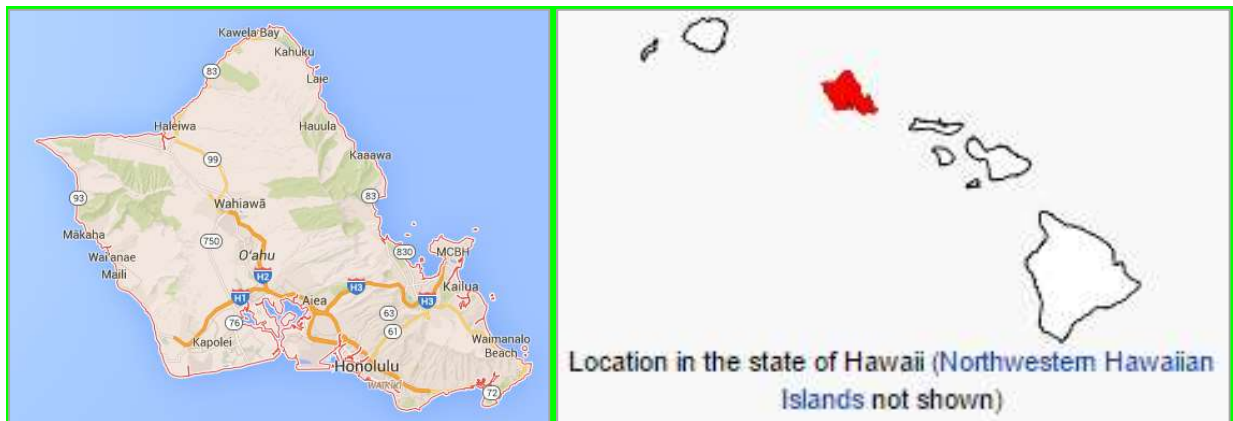 Kawela Bay
Kahuku
83
Laie
Haleiwa
Hauula
99
Kaaawa
93
83
Wahiawā
Mākaha
750
Wai'anae
O'ahu
830
MCBH
Maili
H2
H3
Kailua
H1
Aiea
H3
76
63
61
Kapolei
Waimanalo
Beach
Honolulu
WAIKIKI
72
Location in the state of Hawaii (Northwestern Hawaiian
Islands not shown)